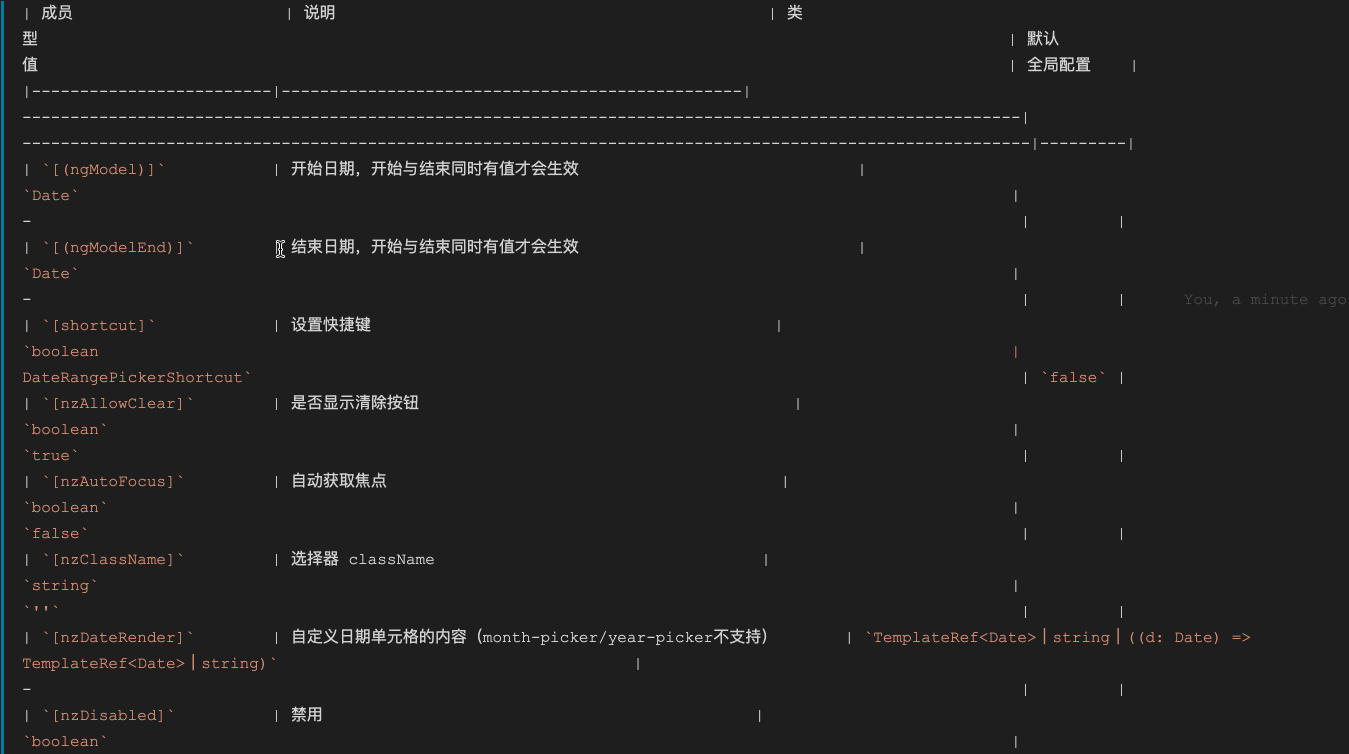 | 成员 | 说明 | 类
型 | 默认
值 | 全局配置 |
|-------------------------|------------------------------------------------|
--------------------------------------------------------------------------------------------------------|
---------------------------------------------------------------------------------------------------------|---------|
| `[(ngModel)]` | 开始日期，开始与结束同时有值才会生效 |
`Date` |
- | |
| `[(ngModelEnd)]` | 结束日期，开始与结束同时有值才会生效 |
`Date` |
- | | You, a minute ago
| `[shortcut]` | 设置快捷键 |
`boolean |
DateRangePickerShortcut` | `false` |
| `[nzAllowClear]` | 是否显示清除按钮 |
`boolean` |
`true` | |
| `[nzAutoFocus]` | 自动获取焦点 |
`boolean` |
`false` | |
| `[nzClassName]` | 选择器 className |
`string` |
`''` | |
| `[nzDateRender]` | 自定义日期单元格的内容（month-picker/year-picker不支持） | `TemplateRef<Date>｜string｜((d: Date) =>
TemplateRef<Date>｜string)` |
- | |
| `[nzDisabled]` | 禁用 |
`boolean` |